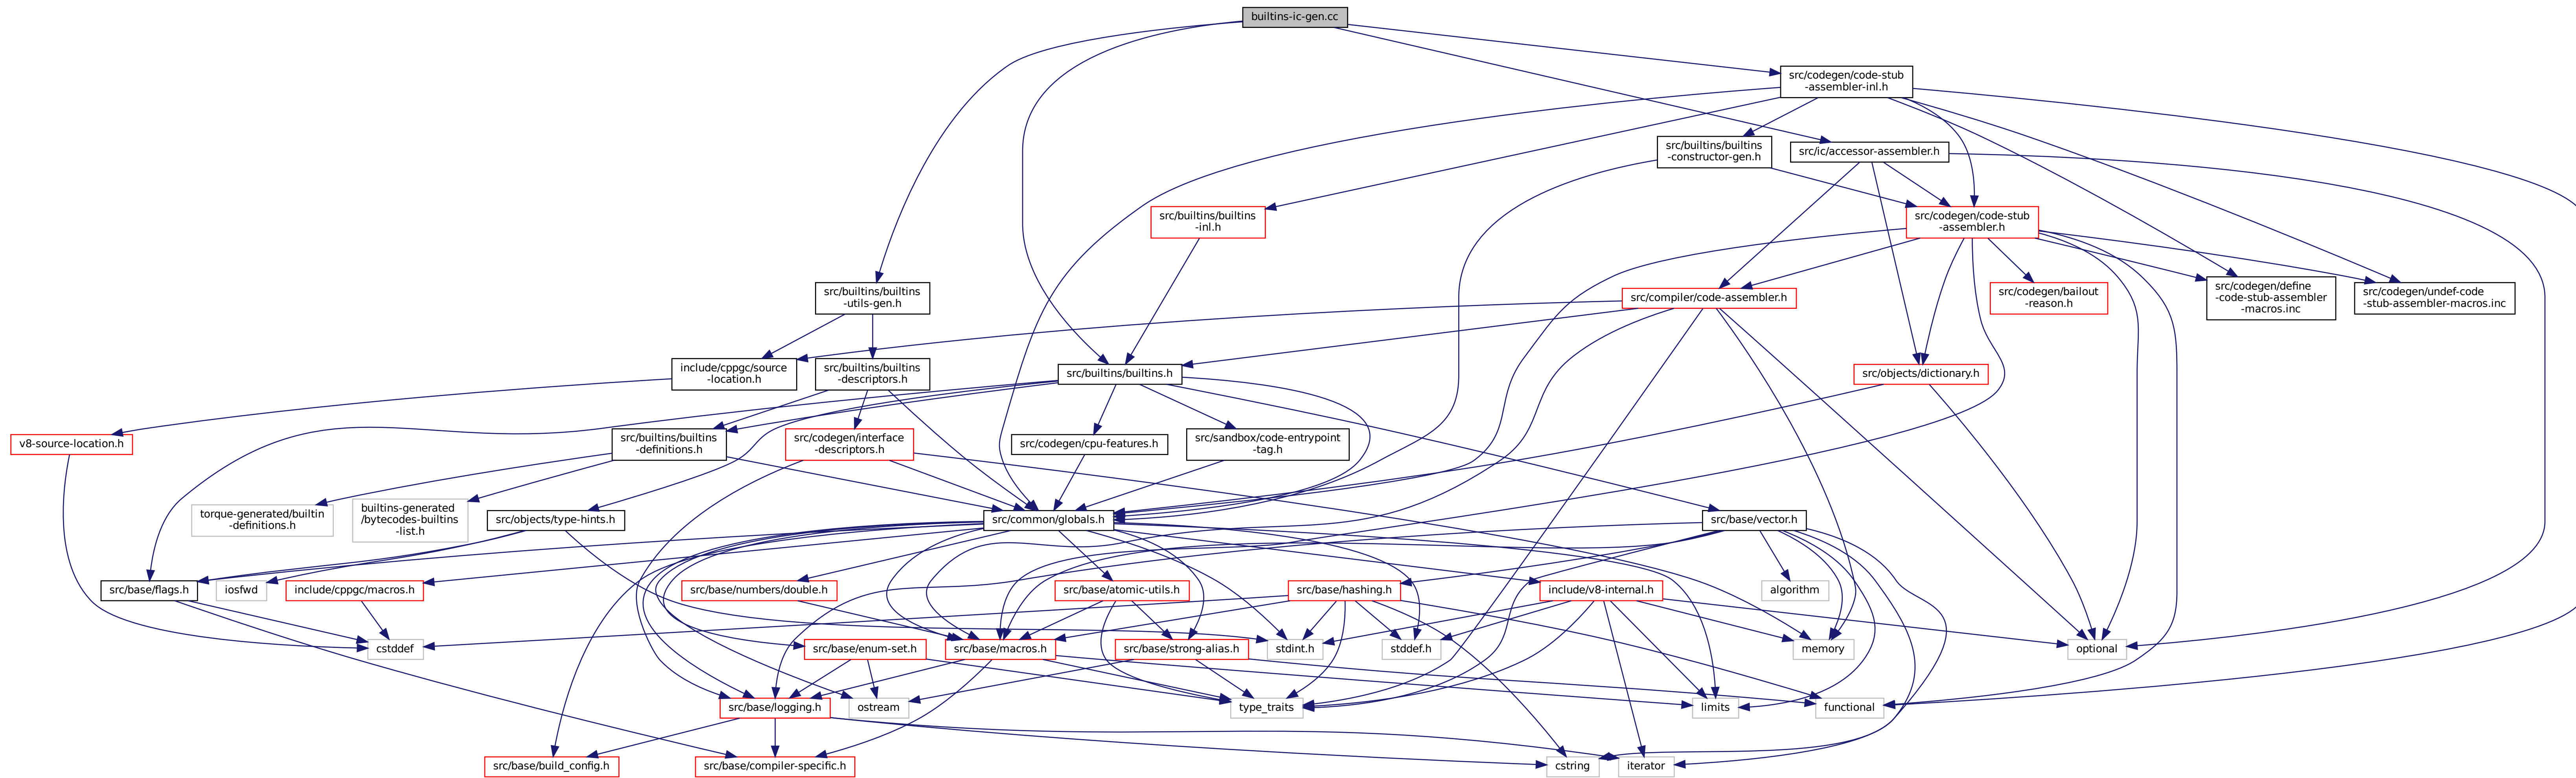 builtins-ic-gen.cc
src/codegen/code-stub
-assembler-inl.h
src/builtins/builtins
-constructor-gen.h
src/ic/accessor-assembler.h
src/builtins/builtins
-inl.h
src/codegen/code-stub
-assembler.h
src/builtins/builtins
-utils-gen.h
src/compiler/code-assembler.h
src/codegen/bailout
-reason.h
src/codegen/define
-code-stub-assembler
-macros.inc
src/codegen/undef-code
-stub-assembler-macros.inc
include/cppgc/source
-location.h
src/builtins/builtins
-descriptors.h
src/builtins/builtins.h
src/objects/dictionary.h
v8-source-location.h
src/builtins/builtins
-definitions.h
src/codegen/interface
-descriptors.h
src/codegen/cpu-features.h
src/sandbox/code-entrypoint
-tag.h
torque-generated/builtin
-definitions.h
builtins-generated
/bytecodes-builtins
-list.h
src/objects/type-hints.h
src/common/globals.h
src/base/vector.h
src/base/flags.h
iosfwd
include/cppgc/macros.h
src/base/numbers/double.h
src/base/atomic-utils.h
src/base/hashing.h
include/v8-internal.h
algorithm
cstddef
src/base/enum-set.h
src/base/macros.h
src/base/strong-alias.h
stdint.h
stddef.h
memory
optional
src/base/logging.h
ostream
type_traits
limits
functional
src/base/build_config.h
src/base/compiler-specific.h
cstring
iterator